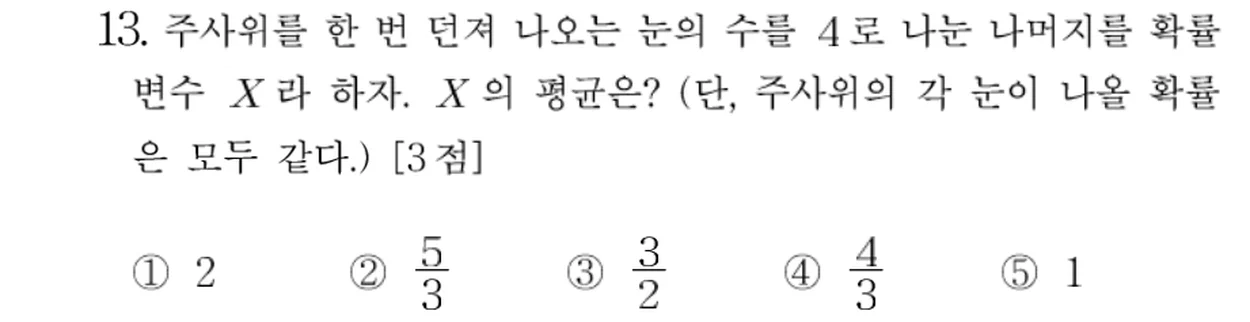 13. 주사위를 한 번 던져 나오는 눈의 수를 4로 나눈 나머지를 확률
변수 X라 하자. X의 평균은? (단, 주사위의 각 눈이 나올 확률
은 모두 같다.) [3점]
① 2 ② 5/3 ③ 3/2 ④ 4/3 ⑤ 1